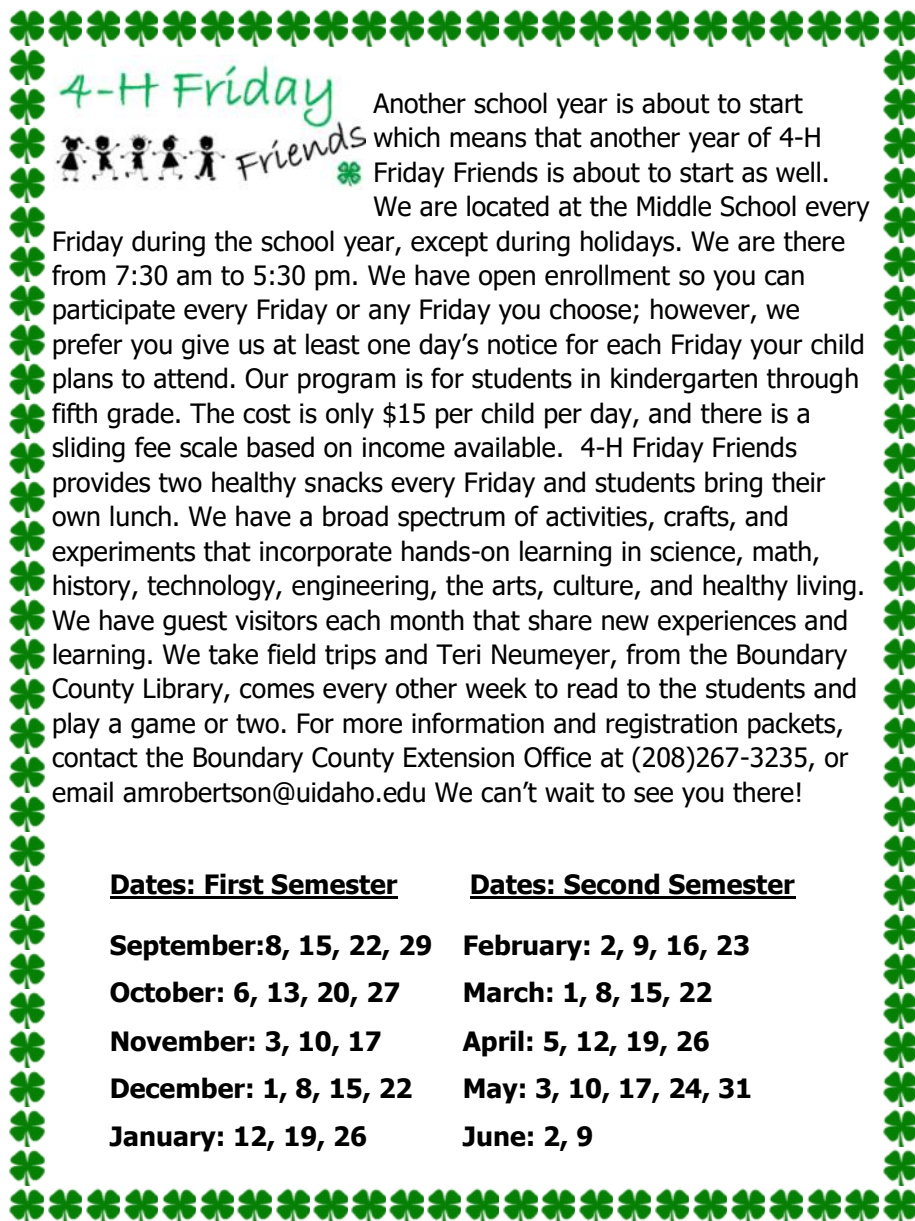 4-H Friday
Friends
Another school year is about to start
which means that another year of 4-H
Friday Friends is about to start as well.
We are located at the Middle School every
Friday during the school year, except during holidays. We are there
from 7:30 am to 5:30 pm. We have open enrollment so you can
participate every Friday or any Friday you choose; however, we
prefer you give us at least one day’s notice for each Friday your child
plans to attend. Our program is for students in kindergarten through
fifth grade. The cost is only $15 per child per day, and there is a
sliding fee scale based on income available.  4-H Friday Friends
provides two healthy snacks every Friday and students bring their
own lunch. We have a broad spectrum of activities, crafts, and
experiments that incorporate hands-on learning in science, math,
history, technology, engineering, the arts, culture, and healthy living.
We have guest visitors each month that share new experiences and
learning. We take field trips and Teri Neumeyer, from the Boundary
County Library, comes every other week to read to the students and
play a game or two. For more information and registration packets,
contact the Boundary County Extension Office at (208)267-3235, or
email amrobertson@uidaho.edu We can’t wait to see you there!
Dates: First Semester
September:8, 15, 22, 29
October: 6, 13, 20, 27
November: 3, 10, 17
December: 1, 8, 15, 22
January: 12, 19, 26
Dates: Second Semester
February: 2, 9, 16, 23
March: 1, 8, 15, 22
April: 5, 12, 19, 26
May: 3, 10, 17, 24, 31
June: 2, 9